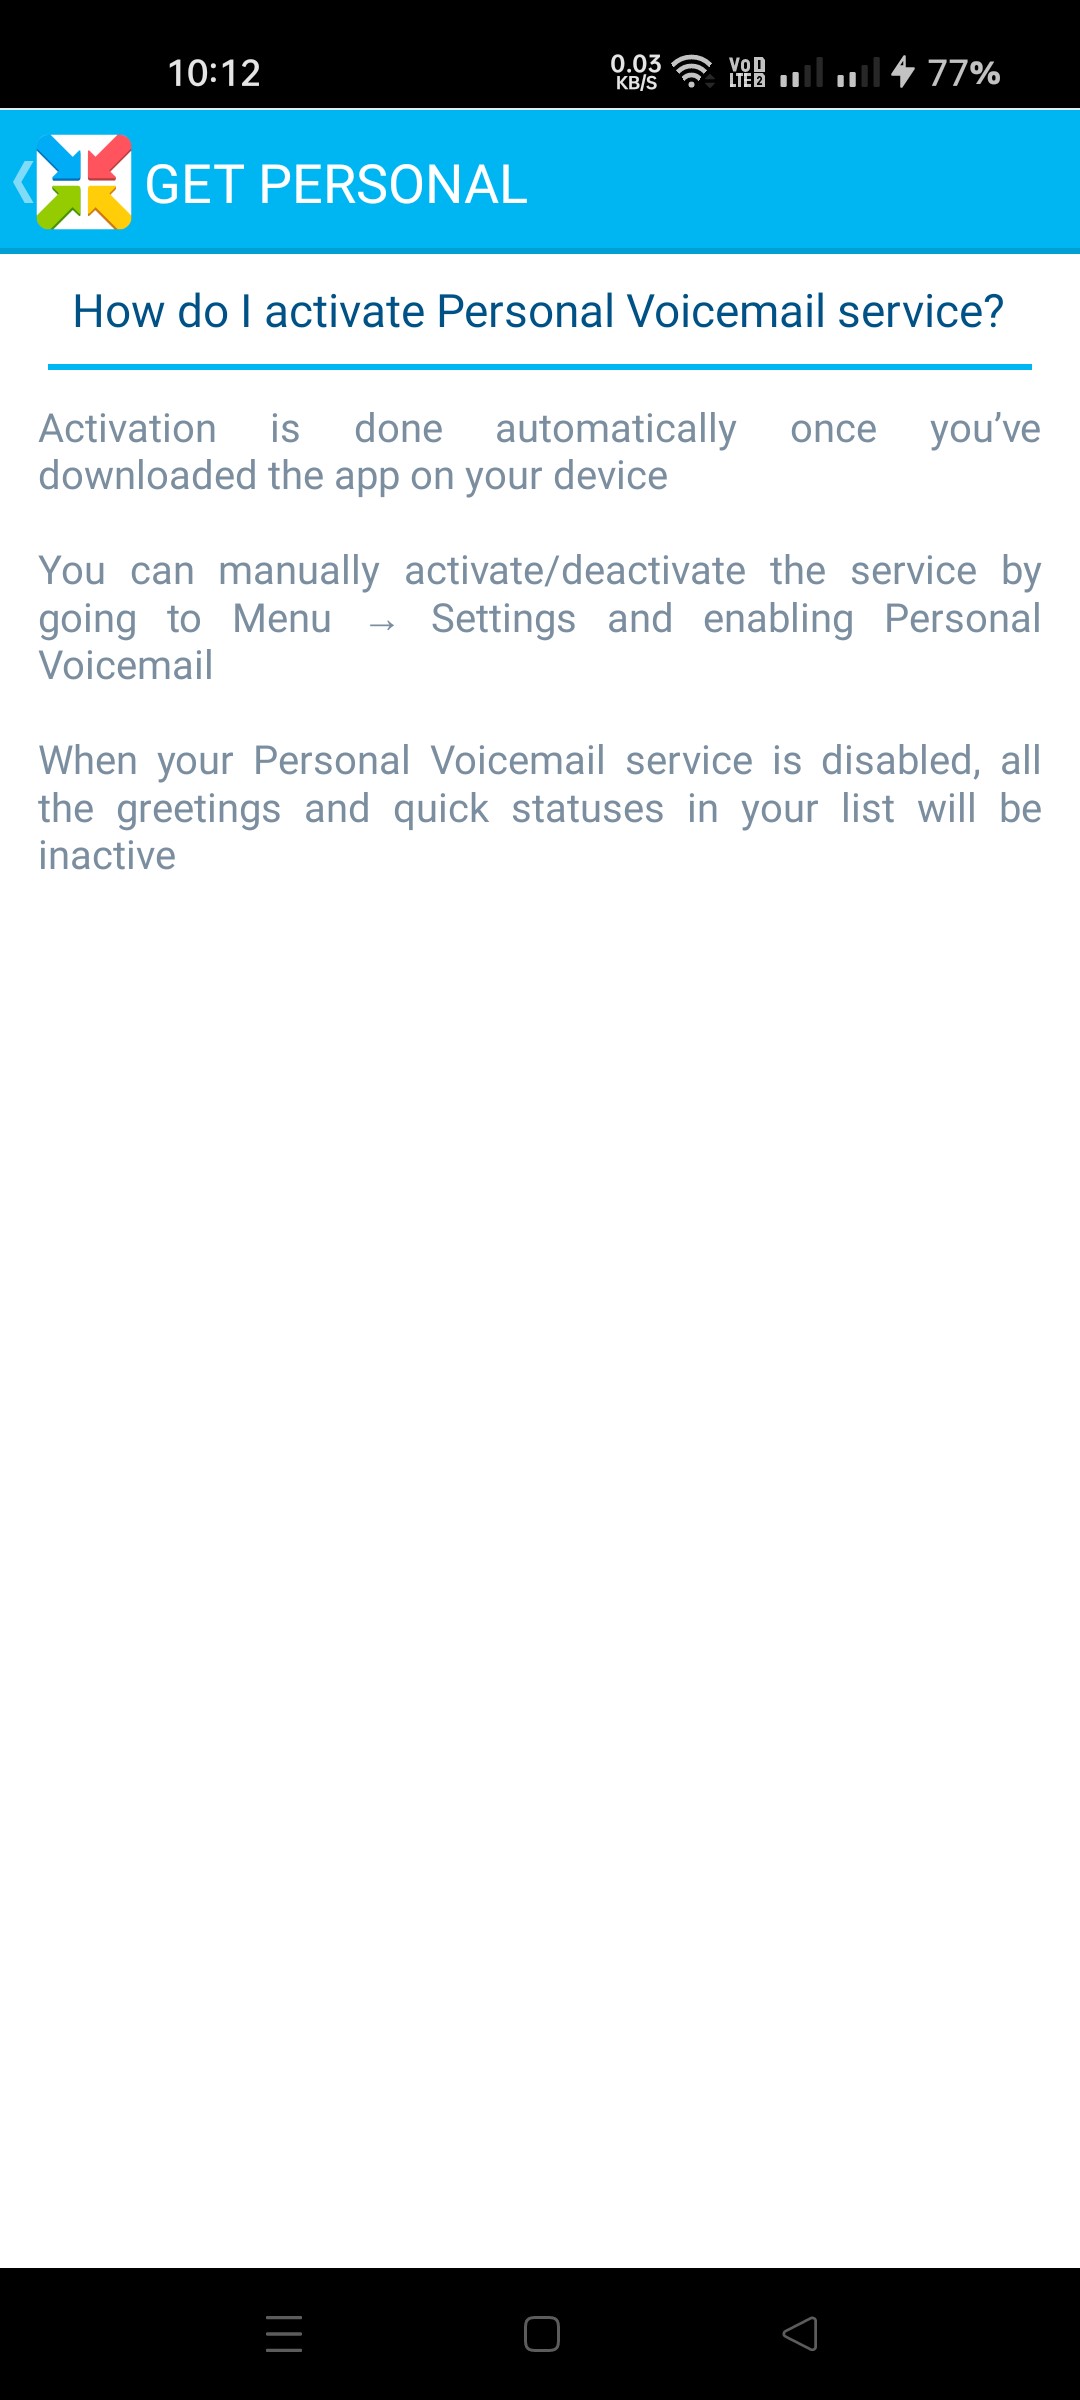 10:12
0.03 KB/S
VoD LTE 2
77%
GET PERSONAL
How do I activate Personal Voicemail service?
Activation is done automatically once you’ve
downloaded the app on your device
You can manually activate/deactivate the service by
going to Menu → Settings and enabling Personal
Voicemail
When your Personal Voicemail service is disabled, all
the greetings and quick statuses in your list will be
inactive